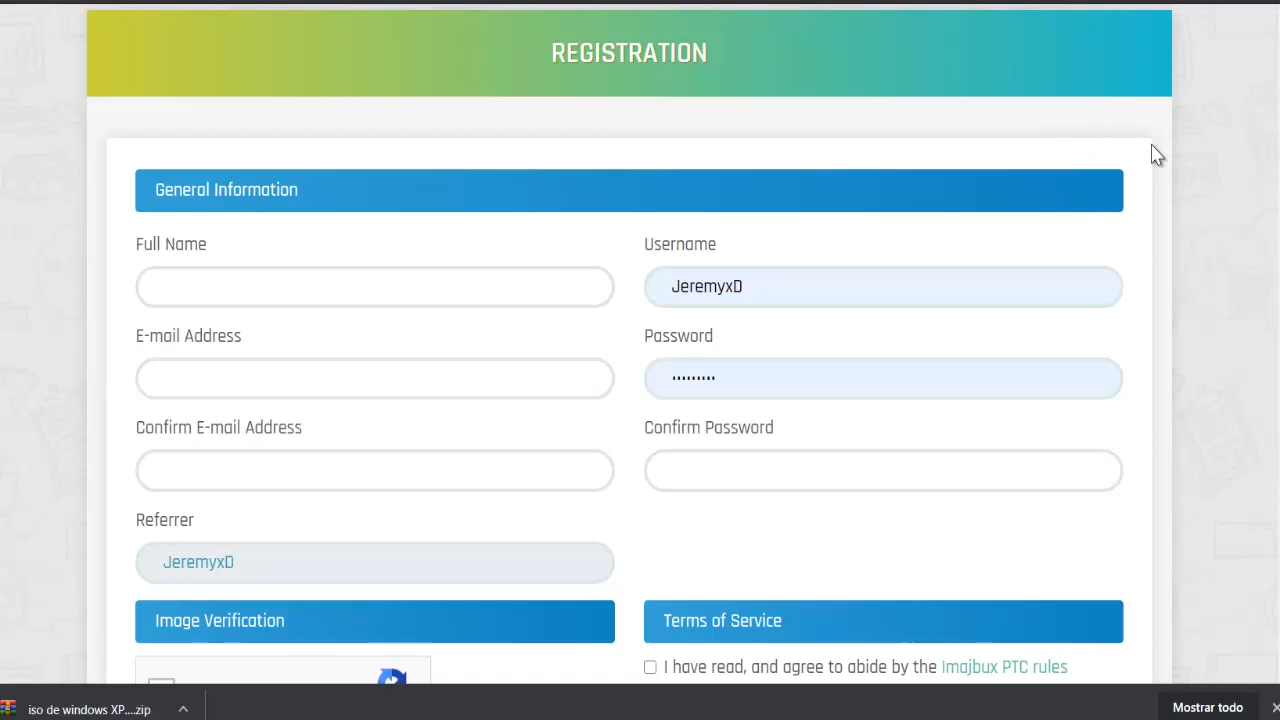 REGISTRATION
General Information
Full Name
Username
JeremyxD
E-mail Address
Password
•••••••••
Confirm E-mail Address
Confirm Password
Referrer
JeremyxD
Image Verification
Terms of Service
I have read, and agree to abide by the Imajbux PTC rules
iso de windows XP....zip
Mostrar todo